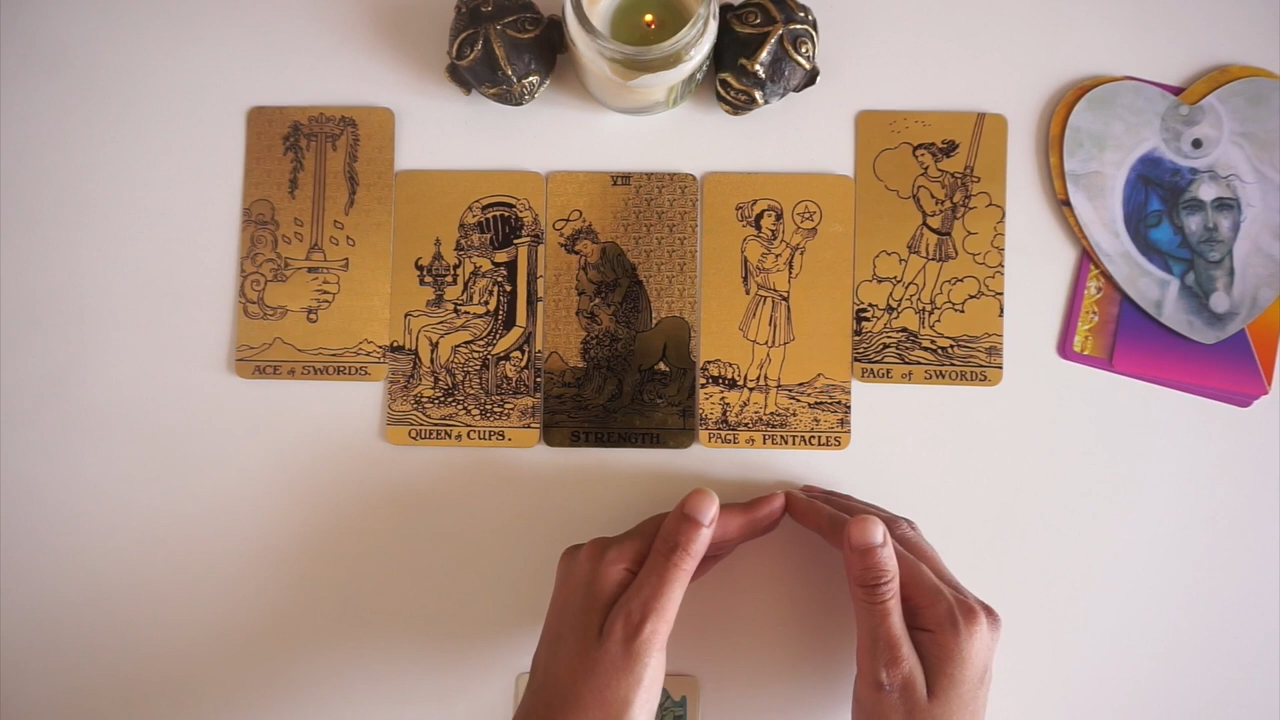 ACE of SWORDS.
QUEEN of CUPS.
VIII
STRENGTH.
PAGE of PENTACLES
PAGE of SWORDS.